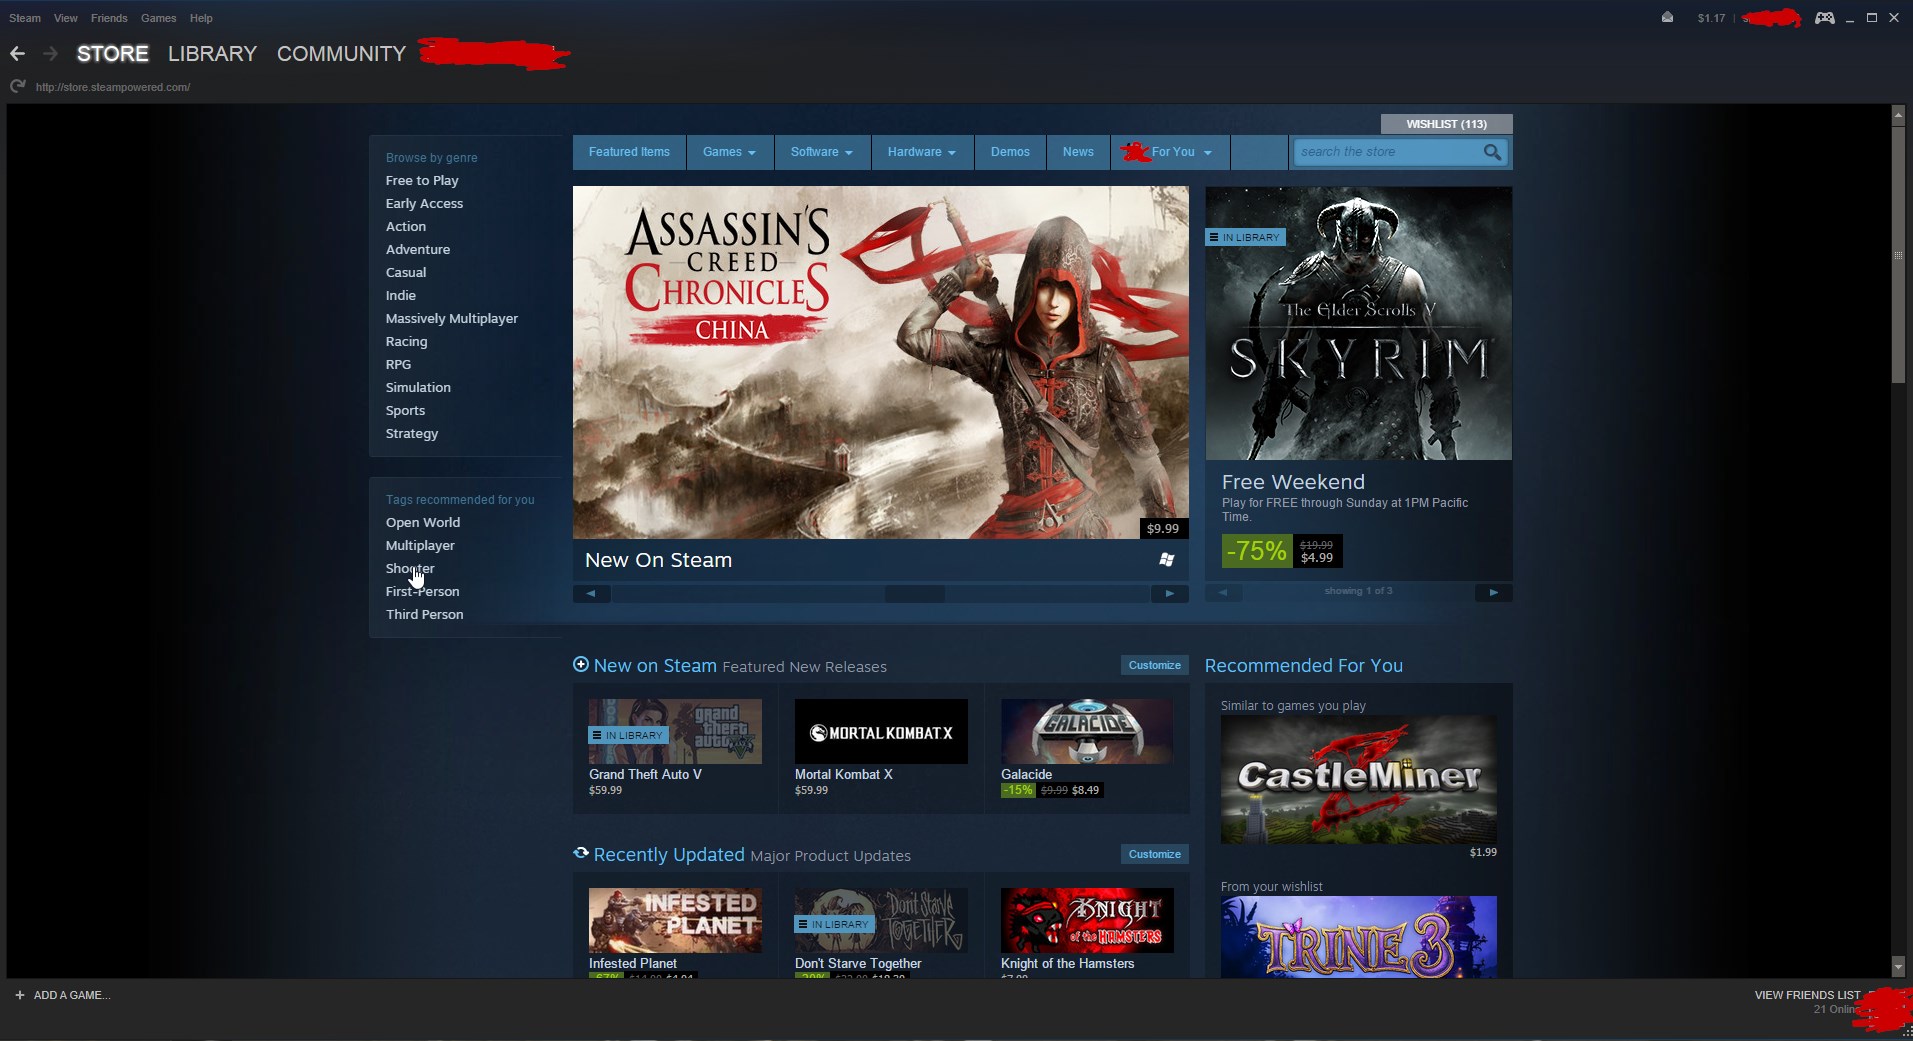 Steam View Friends Games Help
$1.17
STORE LIBRARY COMMUNITY
http://store.steampowered.com/
WISHLIST (113)
Featured Items Games Software Hardware Demos News For You search the store
Browse by genre
Free to Play
Early Access
Action
Adventure
Casual
Indie
Massively Multiplayer
Racing
RPG
Simulation
Sports
Strategy
Tags recommended for you
Open World
Multiplayer
Shooter
First-Person
Third Person
ASSASSIN'S
CREED
CHRONICLES
CHINA
$9.99
New On Steam
IN LIBRARY
The Elder Scrolls V
SKYRIM
Free Weekend
Play for FREE through Sunday at 1PM Pacific
Time.
-75% $19.99
$4.99
showing 1 of 3
New on Steam Featured New Releases Customize
grand
theft
auto V
IN LIBRARY
Grand Theft Auto V
$59.99
MORTAL KOMBAT X
Mortal Kombat X
$59.99
GALACIDE
Galacide
-15% $9.99 $8.49
Recently Updated Major Product Updates Customize
INFESTED
PLANET
Infested Planet
Don't Starve
TOGETHER
IN LIBRARY
Don't Starve Together
KNIGHT
of the HAMSTERS
Knight of the Hamsters
Recommended For You
Similar to games you play
CastleMiner
Z
$1.99
From your wishlist
TRINE 3
+ ADD A GAME...
VIEW FRIENDS LIST
21 Online